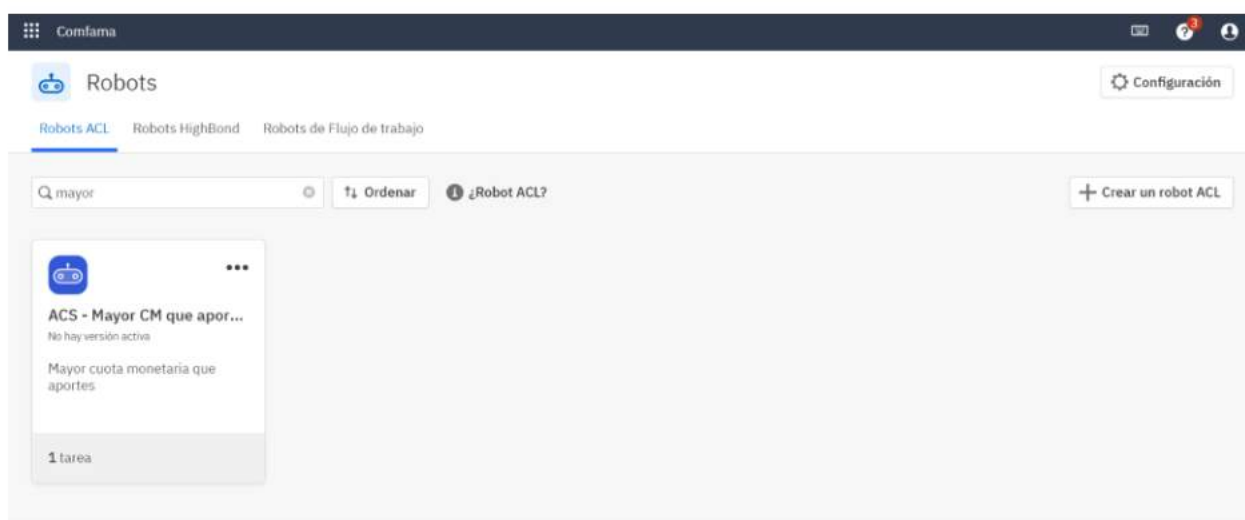 Comfama
3
Robots
Configuración
Robots ACL Robots HighBond Robots de Flujo de trabajo
mayor
Ordenar
¿Robot ACL?
Crear un robot ACL
ACS - Mayor CM que apor...
No hay versión activa
Mayor cuota monetaria que
aportes
1 tarea